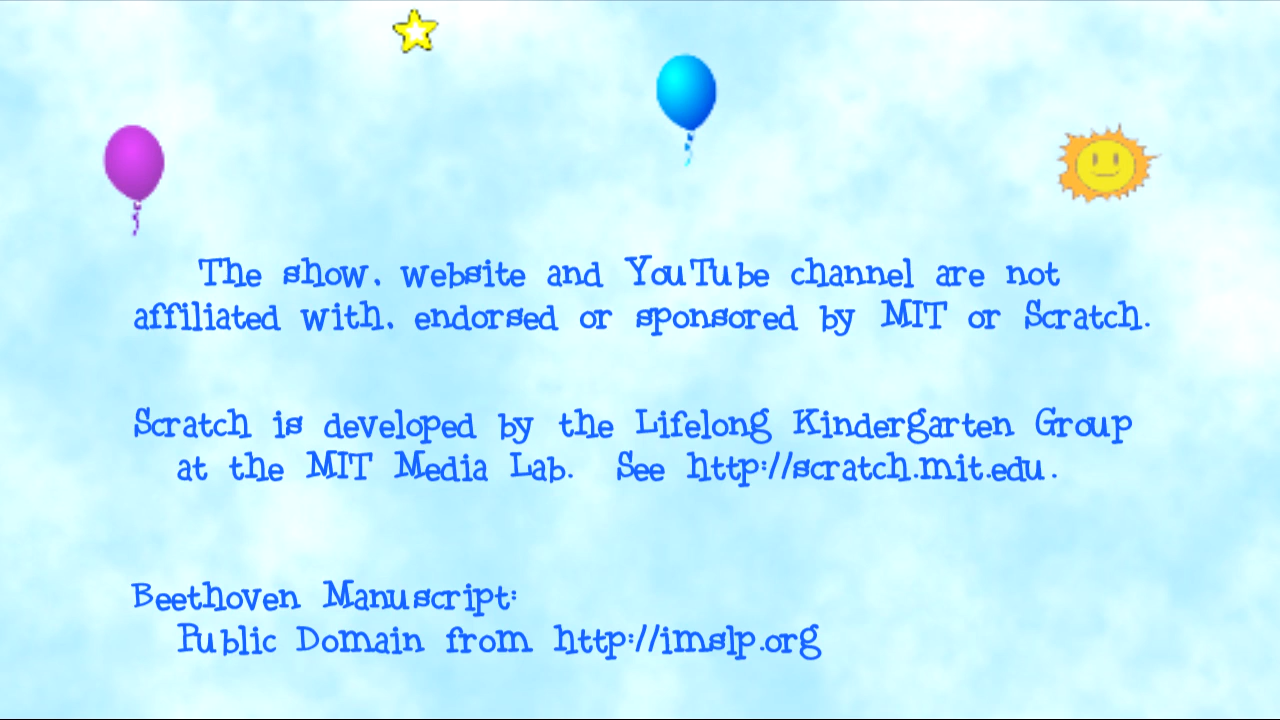 The show, website and YouTube channel are not
affiliated with, endorsed or sponsored by MIT or Scratch.
Scratch is developed by the Lifelong Kindergarten Group
at the MIT Media Lab. See http://scratch.mit.edu.
Beethoven Manuscript:
Public Domain from http://imslp.org